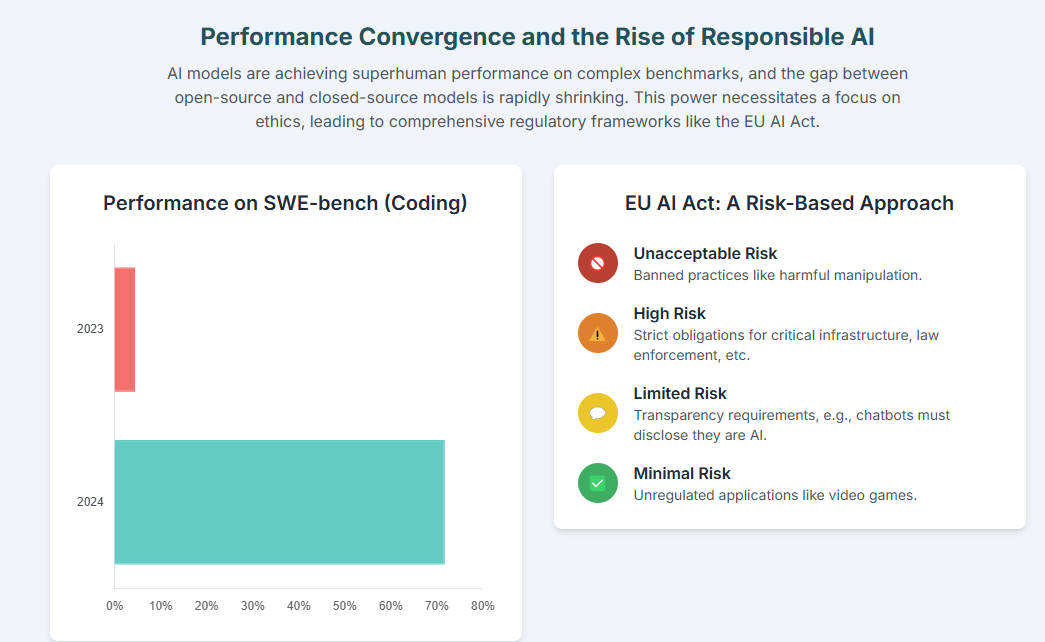 Performance Convergence and the Rise of Responsible AI
AI models are achieving superhuman performance on complex benchmarks, and the gap between
open-source and closed-source models is rapidly shrinking. This power necessitates a focus on
ethics, leading to comprehensive regulatory frameworks like the EU AI Act.
Performance on SWE-bench (Coding)
2023
2024
0% 10% 20% 30% 40% 50% 60% 70% 80%
EU AI Act: A Risk-Based Approach
Unacceptable Risk
Banned practices like harmful manipulation.
High Risk
Strict obligations for critical infrastructure, law
enforcement, etc.
Limited Risk
Transparency requirements, e.g., chatbots must
disclose they are AI.
Minimal Risk
Unregulated applications like video games.